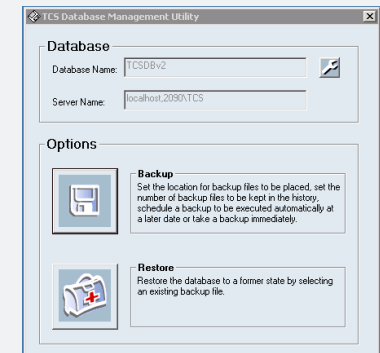 TCS Database Management Utility
Database
Database Name:
TCSDBv2
Server Name:
localhost,2090\TCS
Options
Backup
Set the location for backup files to be placed, set the
number of backup files to be kept in the history,
schedule a backup to be executed automatically at
a later date or take a backup immediately.
Restore
Restore the database to a former state by selecting
an existing backup file.